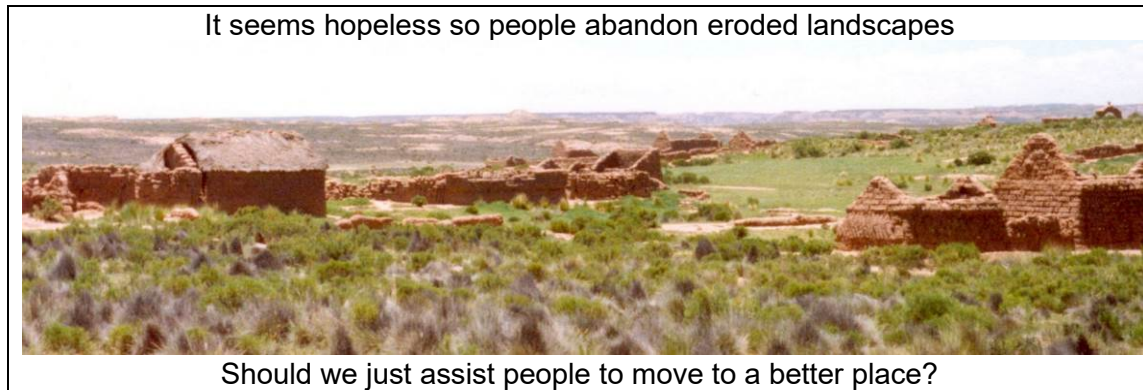 It seems hopeless so people abandon eroded landscapes
Should we just assist people to move to a better place?